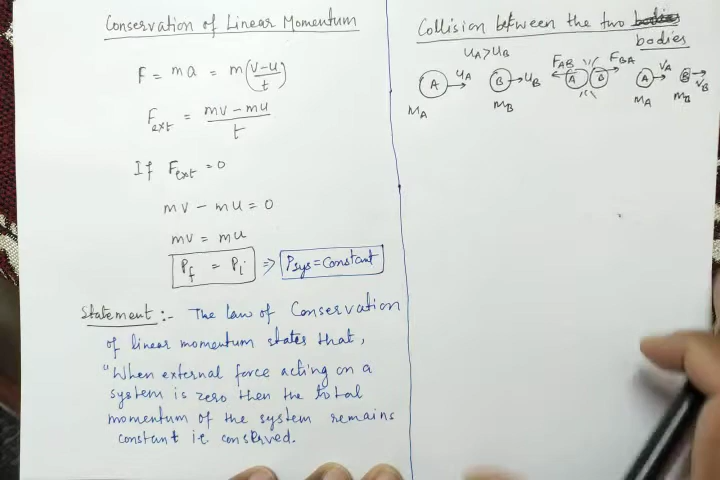 Conservation of Linear Momentum
F = ma = m(v-u/t)
Fext = mv - mu / t
If Fext = 0
mv - mu = 0
mv = mu
Pf = Pi ⇒ Psys = Constant
Statement :- The law of Conservation
of linear momentum states that,
"When external force acting on a
system is zero then the total
momentum of the system remains
constant i.e. conserved.
Collision between the two
bodies
uA > uB
A uA B uB FAB A B FBA A vA B vB
MA MB MA MB